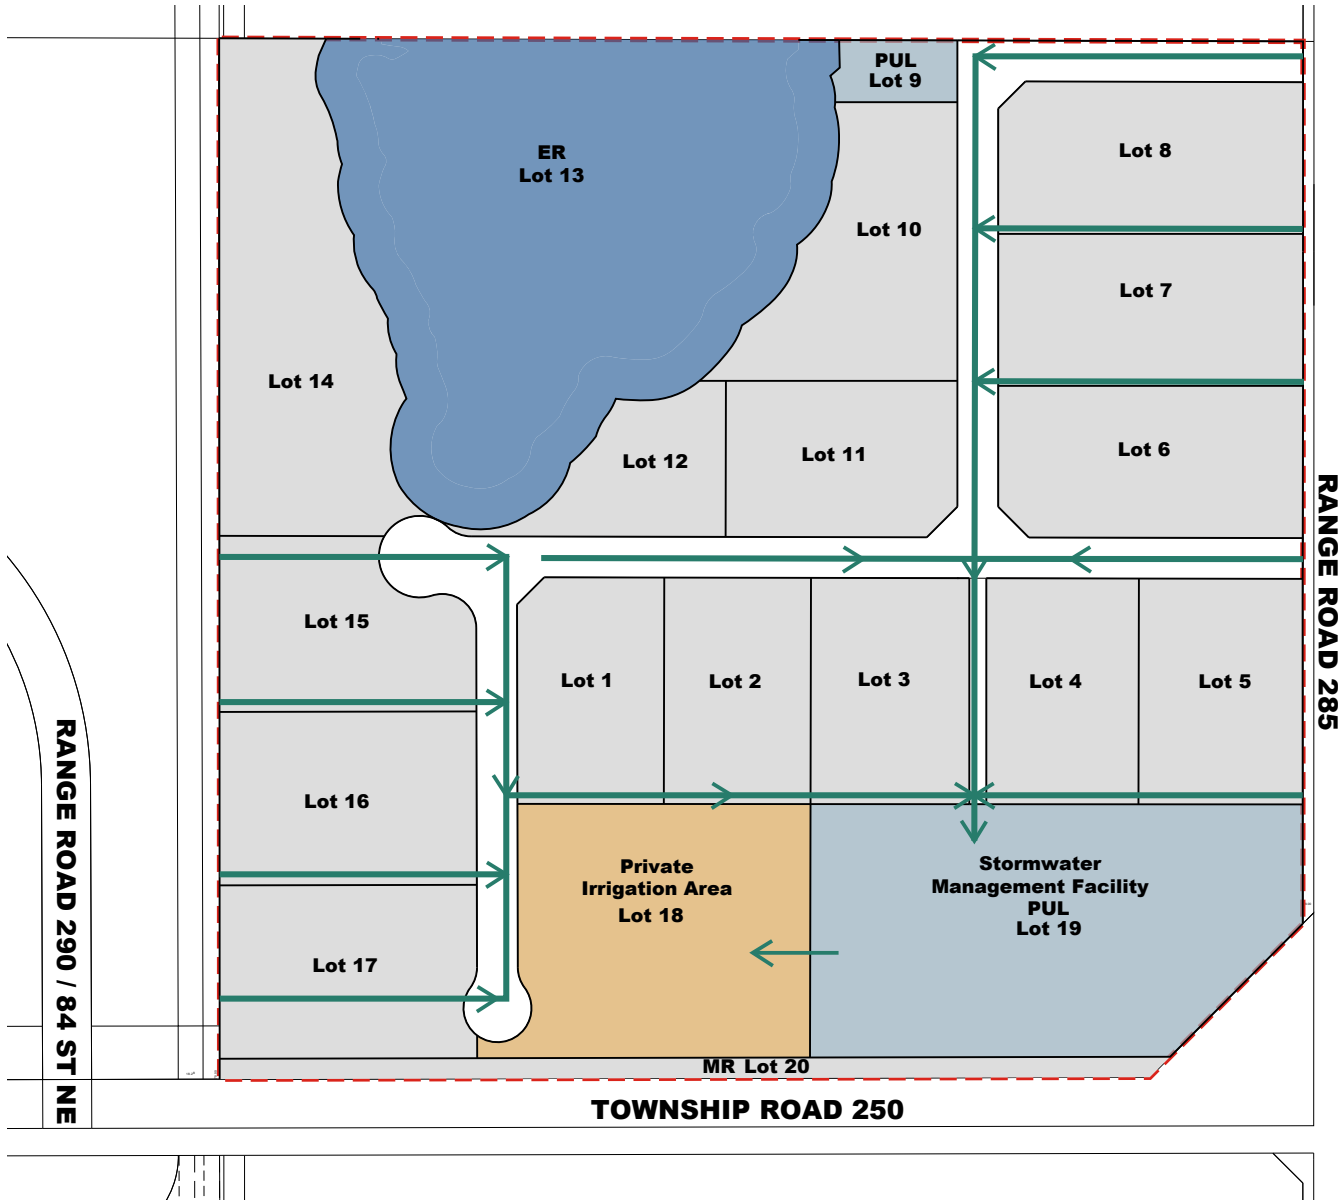 PUL
Lot 9
ER
Lot 13
Lot 8
Lot 10
Lot 7
Lot 14
Lot 12
Lot 11
Lot 6
RANGE ROAD 285
Lot 15
Lot 1
Lot 2
Lot 3
Lot 4
Lot 5
RANGE ROAD 290 / 84 ST NE
Lot 16
Private
Irrigation Area
Lot 18
Stormwater
Management Facility
PUL
Lot 19
Lot 17
MR Lot 20
TOWNSHIP ROAD 250